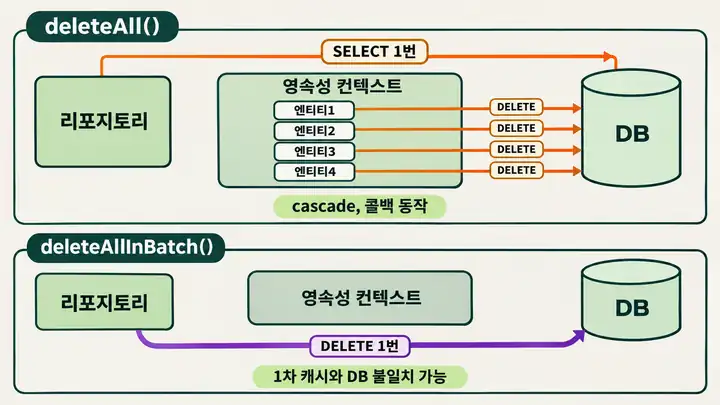 deleteAll()
SELECT 1번
리포지토리
영속성 컨텍스트
엔티티1
DELETE
엔티티2
DELETE
엔티티3
DELETE
엔티티4
DELETE
DB
cascade, 콜백 동작
deleteAllInBatch()
리포지토리
영속성 컨텍스트
DB
DELETE 1번
1차 캐시와 DB 불일치 가능